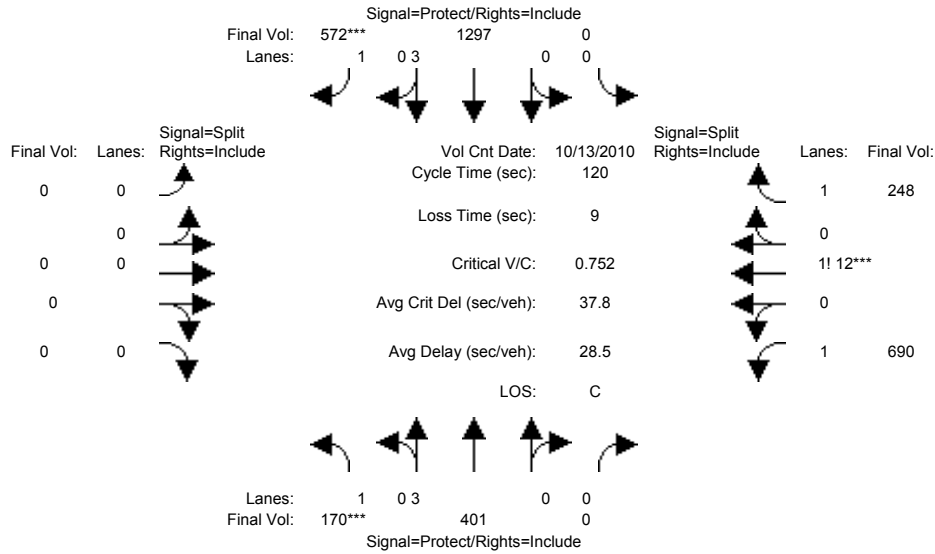 Signal=Protect/Rights=Include
Final Vol: 572*** 1297 0
Lanes: 1 0 3 0 0
Signal=Split
Final Vol: Lanes: Rights=Include
Vol Cnt Date: 10/13/2010
Signal=Split
Rights=Include Lanes: Final Vol:
Cycle Time (sec): 120
0 0
1 248
Loss Time (sec): 9
0
0
0 0
Critical V/C: 0.752
1! 12***
0
Avg Crit Del (sec/veh): 37.8
0
0 0
Avg Delay (sec/veh): 28.5
1 690
LOS: C
Lanes: 1 0 3 0 0
Final Vol: 170*** 401 0
Signal=Protect/Rights=Include